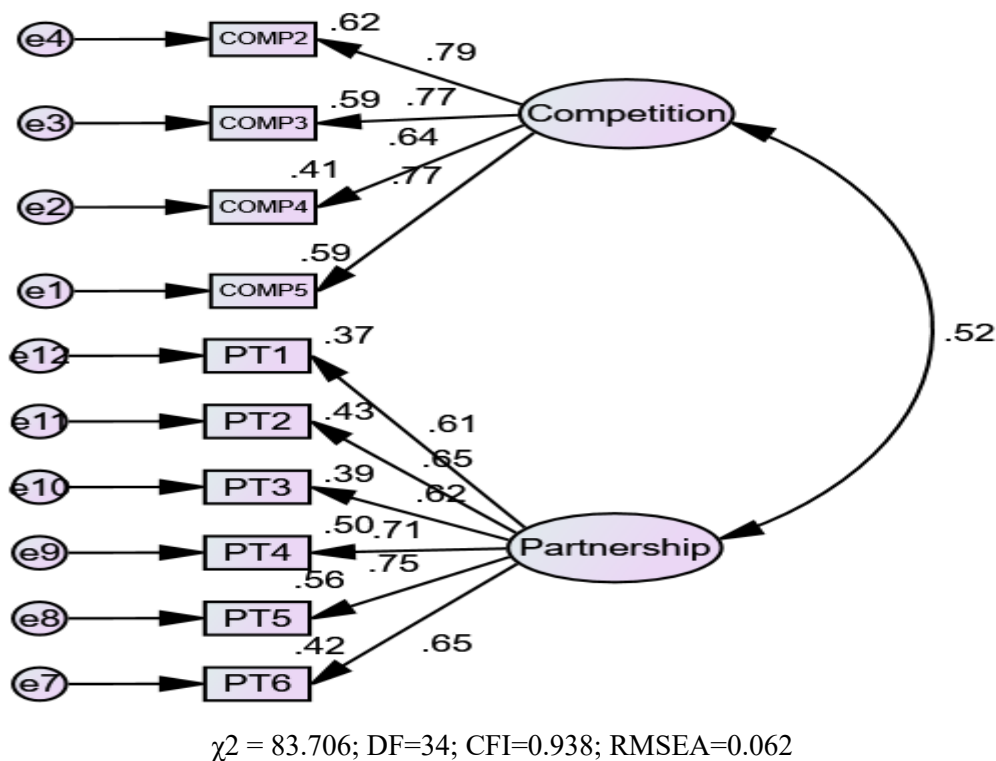 e4 COMP2 .62
.79
e3 COMP3 .59 .77 Competition
.64
e2 COMP4 .41 .77
e1 COMP5 .59
.52
e12 PT1 .37
e11 PT2 .43 .61
.65
e10 PT3 .39 .62
e9 PT4 .50 .71 Partnership
e8 PT5 .56 .75
e7 PT6 .42 .65
χ2 = 83.706; DF=34; CFI=0.938; RMSEA=0.062